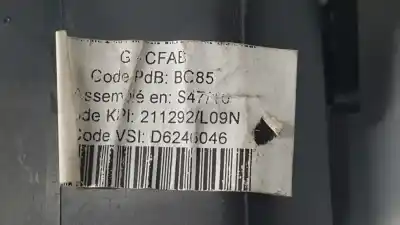 G CFAB
Code PdB: BC85
Assemblé en: S47/
de KPI: 211292/L09N
Code VSI: D6246046